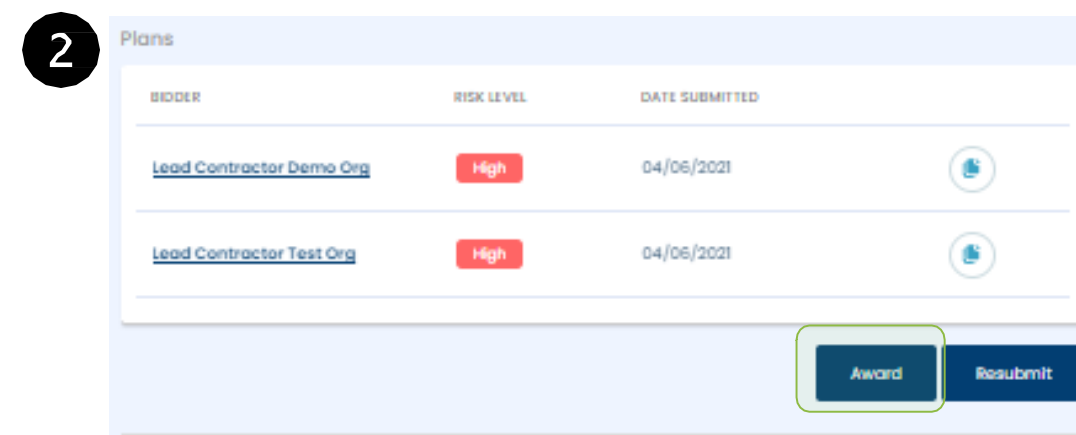 2
Plans
BIDDER RISK LEVEL DATE SUBMITTED
Lead Contractor Demo Org High 04/06/2021
Lead Contractor Test Org High 04/06/2021
Award Resubmit